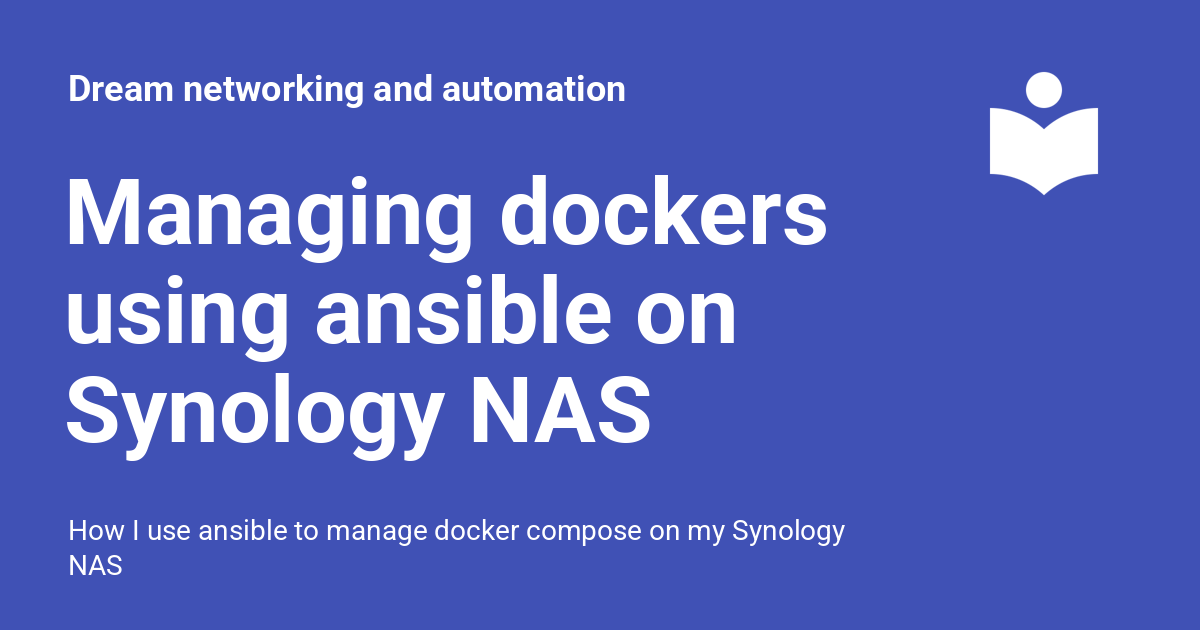 Dream networking and automation
Managing dockers
using ansible on
Synology NAS
How I use ansible to manage docker compose on my Synology
NAS